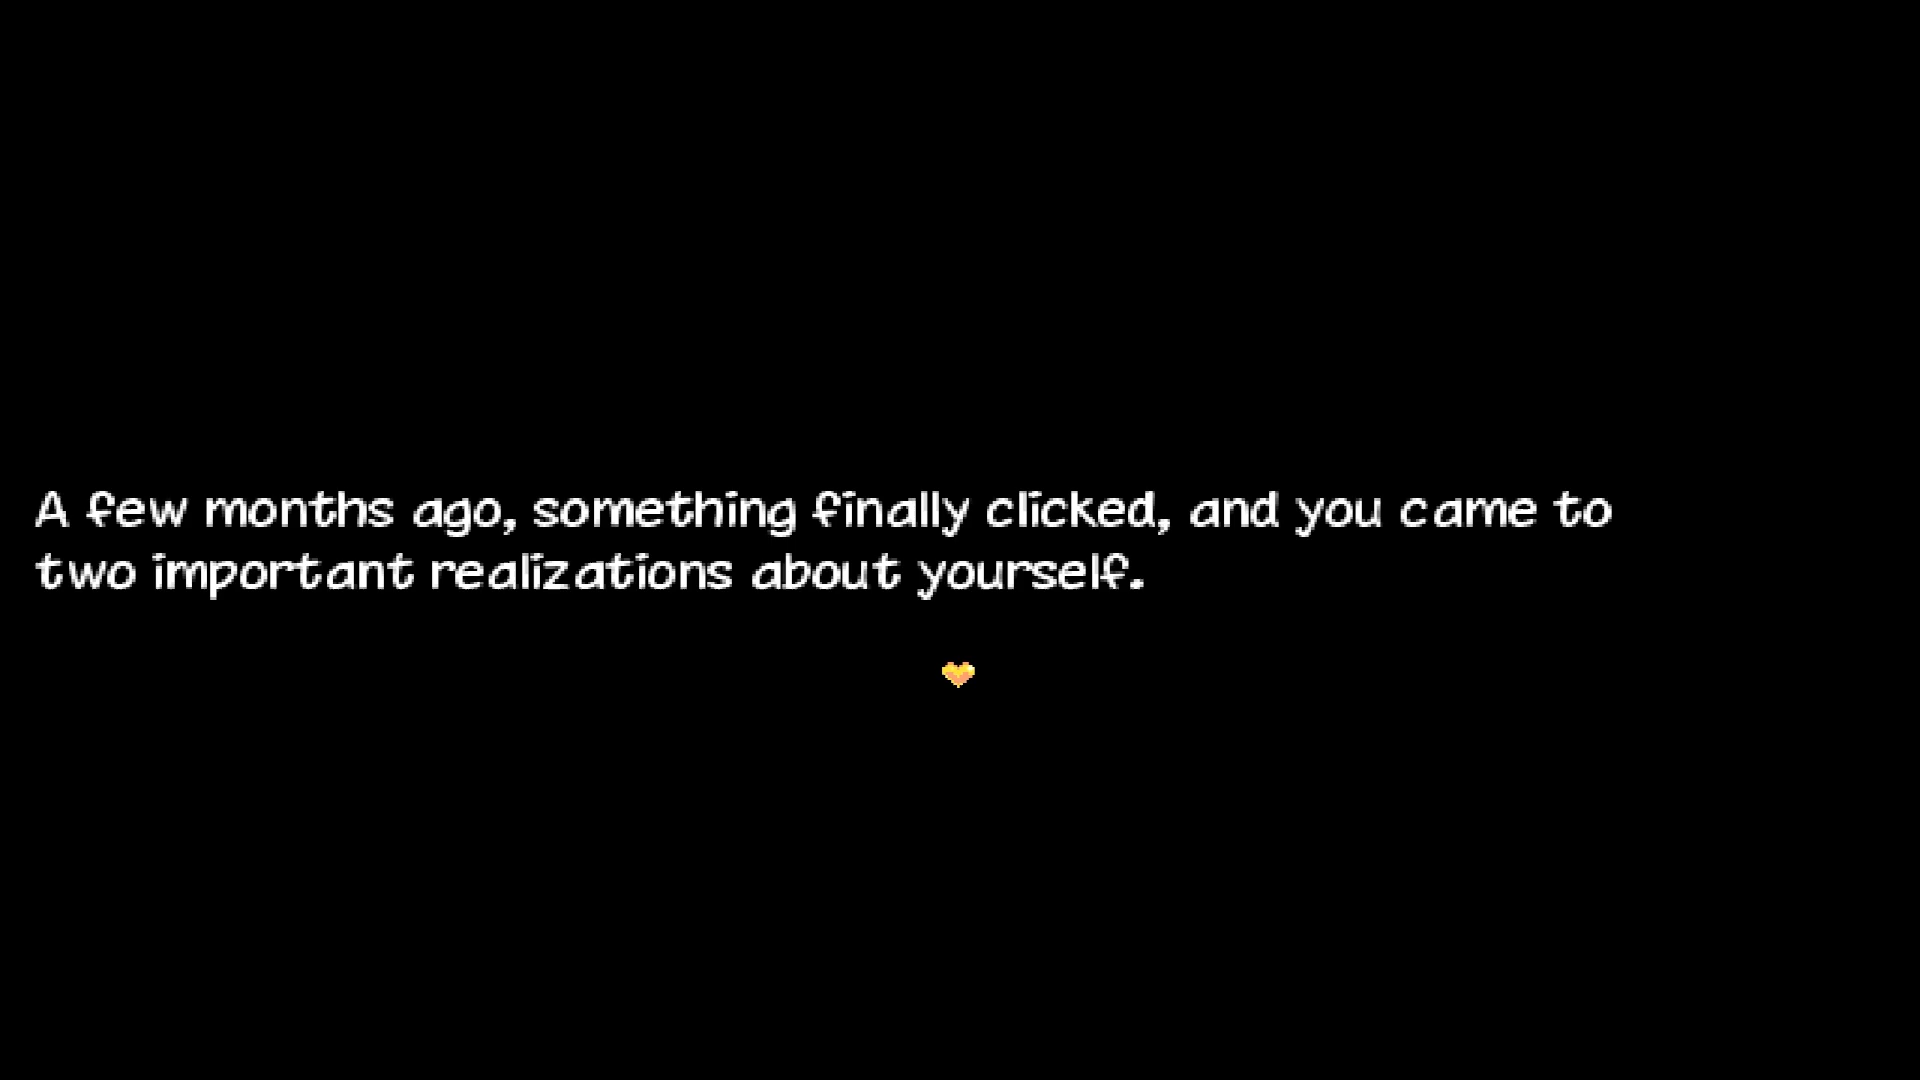 A few months ago, something finally clicked, and you came to
two important realizations about yourself.